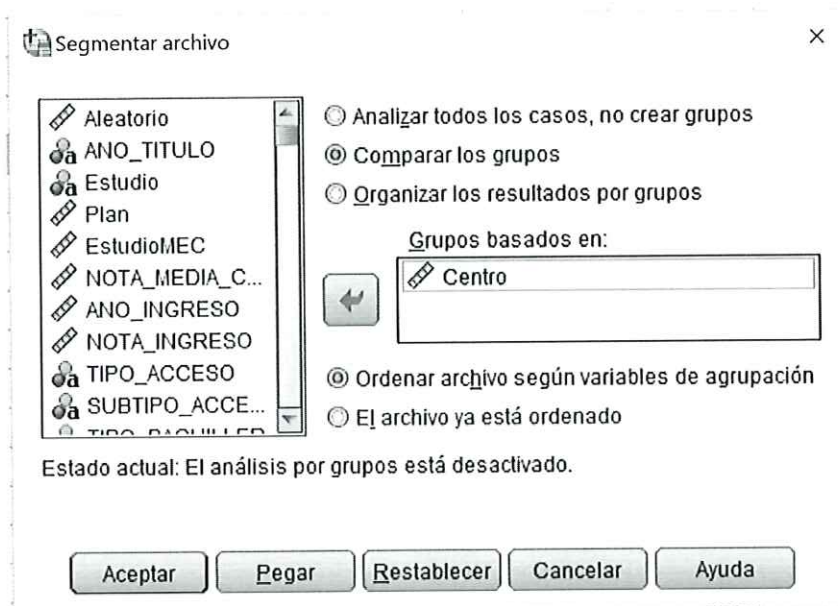 Segmentar archivo
Aleatorio
ANO_TITULO
Estudio
Plan
EstudioMEC
NOTA_MEDIA_C...
ANO_INGRESO
NOTA_INGRESO
TIPO_ACCESO
SUBTIPO_ACCE...
Analizar todos los casos, no crear grupos
Comparar los grupos
Organizar los resultados por grupos
Grupos basados en:
Centro
Ordenar archivo según variables de agrupación
El archivo ya está ordenado
Estado actual: El análisis por grupos está desactivado.
Aceptar Pegar Restablecer Cancelar Ayuda